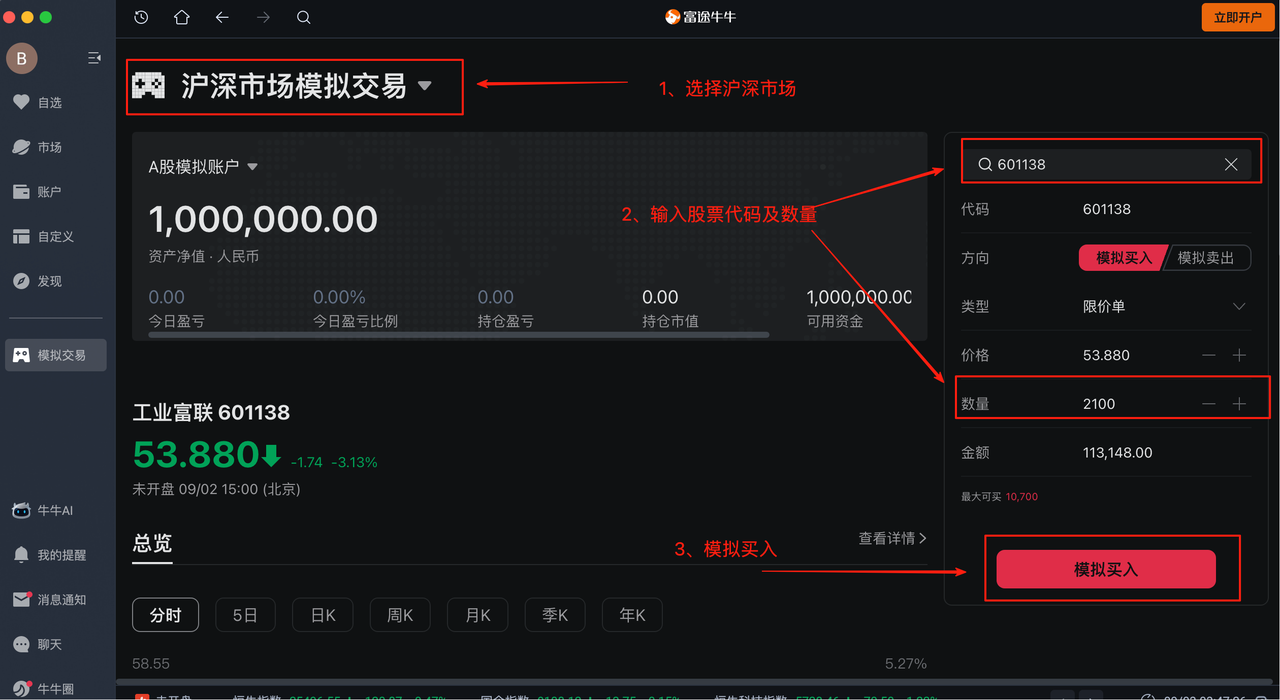 富途牛牛
立即开户
B
自选
市场
账户
自定义
发现
模拟交易
牛牛AI
我的提醒
消息通知
聊天
牛牛圈
沪深市场模拟交易
1、选择沪深市场
A股模拟账户
1,000,000.00
资产净值 · 人民币
0.00
今日盈亏
0.00%
今日盈亏比例
0.00
持仓盈亏
0.00
持仓市值
1,000,000.00
可用资金
2、输入股票代码及数量
601138
代码 601138
方向 模拟买入 模拟卖出
类型 限价单
价格 53.880
数量 2100
金额 113,148.00
最大可买 10,700
模拟买入
3、模拟买入
工业富联 601138
53.880 -1.74 -3.13%
未开盘 09/02 15:00 (北京)
总览
查看详情
分时 5日 日K 周K 月K 季K 年K
58.55 5.27%